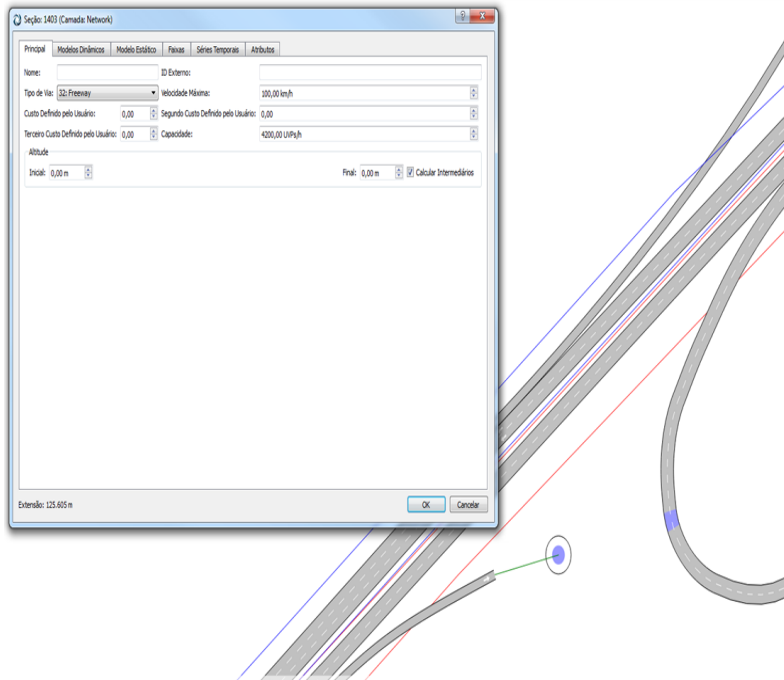 Seção: 1403 (Camada: Network)
Principal Modelos Dinâmicos Modelo Estático Faixas Séries Temporais Atributos
Nome: ID Externo:
Tipo de Via: 32: Freeway Velocidade Máxima: 100,00 km/h
Custo Definido pelo Usuário: 0,00 Segundo Custo Definido pelo Usuário: 0,00
Terceiro Custo Definido pelo Usuário: 0,00 Capacidade: 4200,00 UVPs/h
Altitude
Inicial: 0,00 m Final: 0,00 m Calcular Intermediários
Extensão: 125.605 m OK Cancelar